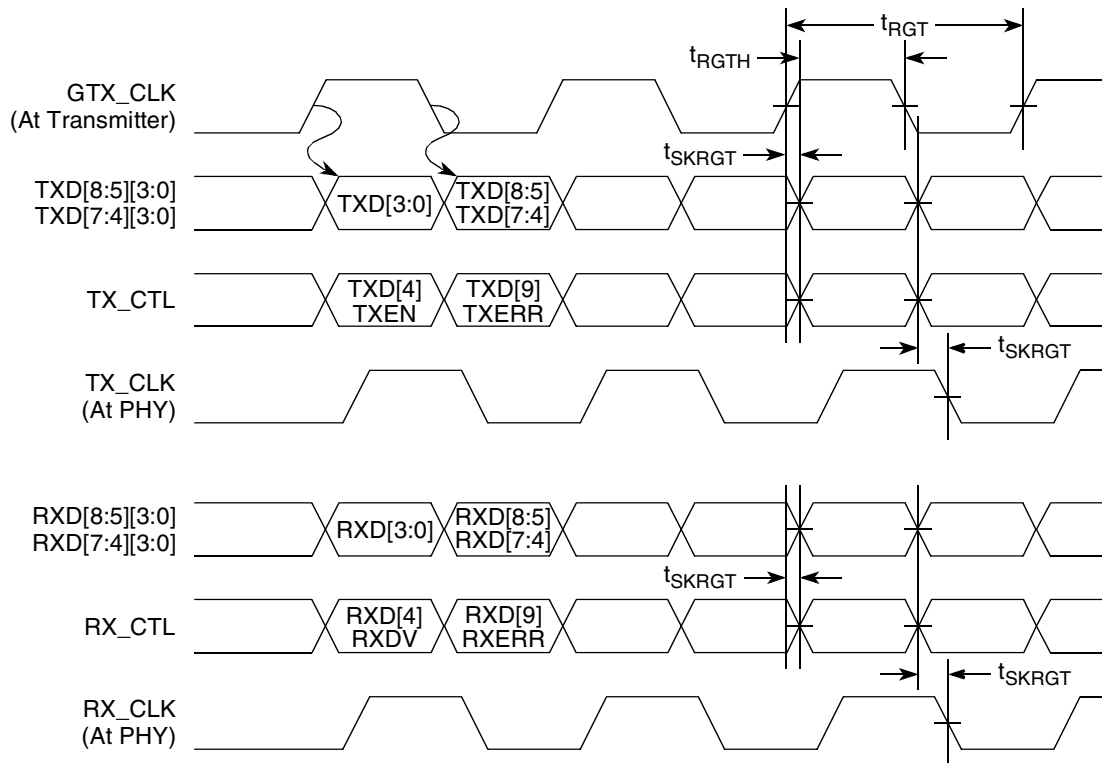 tRGT
tRGTH
GTX_CLK
(At Transmitter)
tSKRGT
TXD[8:5][3:0]
TXD[7:4][3:0]
TXD[3:0]
TXD[8:5]
TXD[7:4]
TX_CTL
TXD[4]
TXEN
TXD[9]
TXERR
tSKRGT
TX_CLK
(At PHY)
RXD[8:5][3:0]
RXD[7:4][3:0]
RXD[3:0]
RXD[8:5]
RXD[7:4]
tSKRGT
RX_CTL
RXD[4]
RXDV
RXD[9]
RXERR
tSKRGT
RX_CLK
(At PHY)